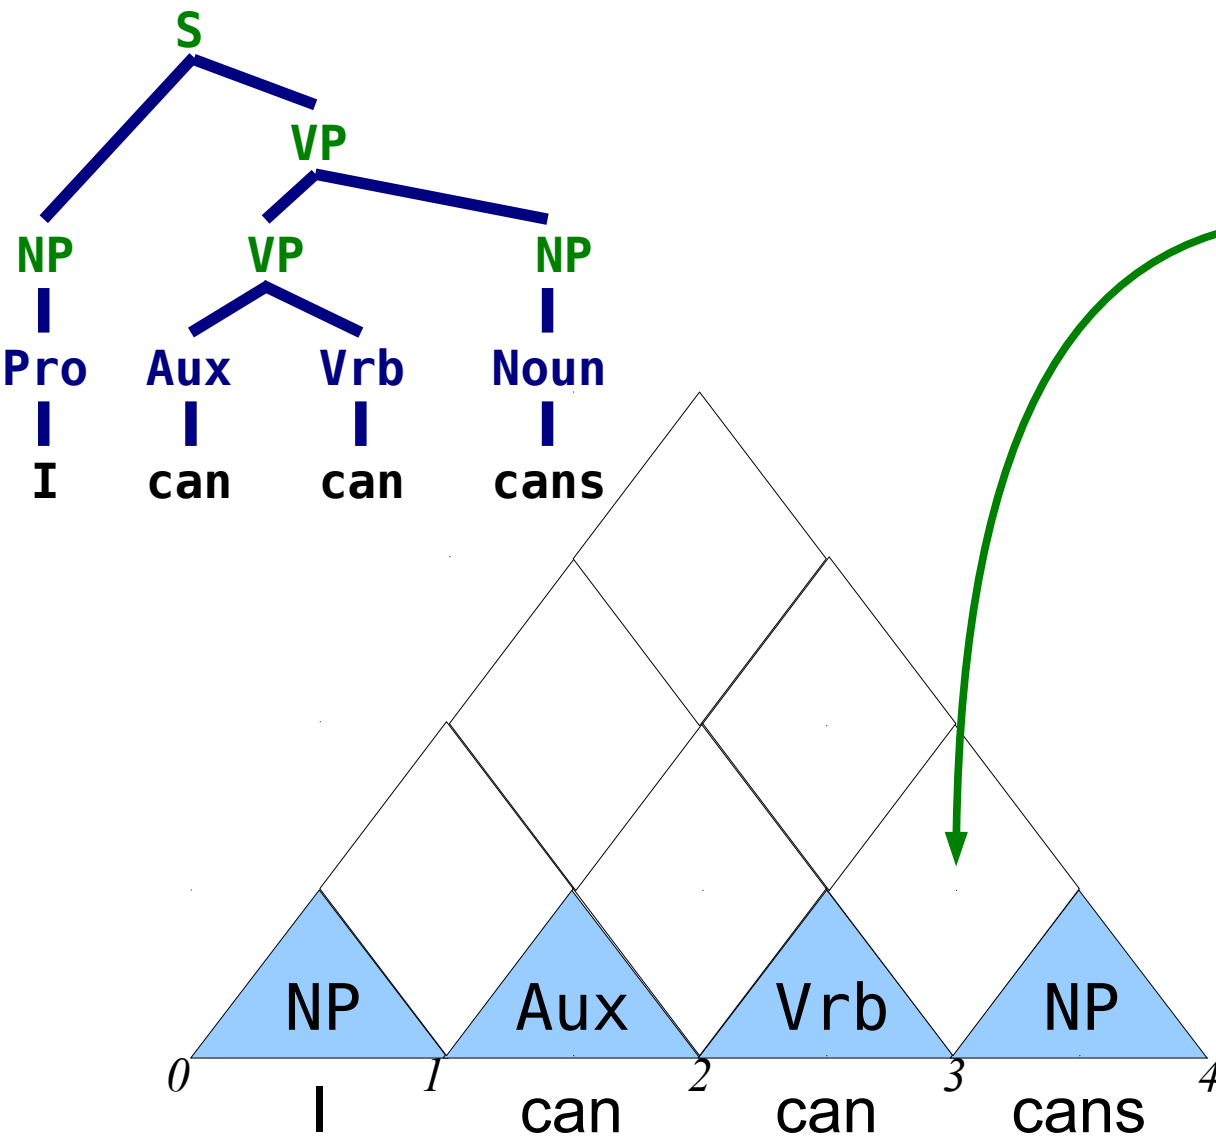 S
VP
NP VP NP
Pro Aux Vrb Noun
I can can cans
NP Aux Vrb NP
0 1 2 3 4
I can can cans